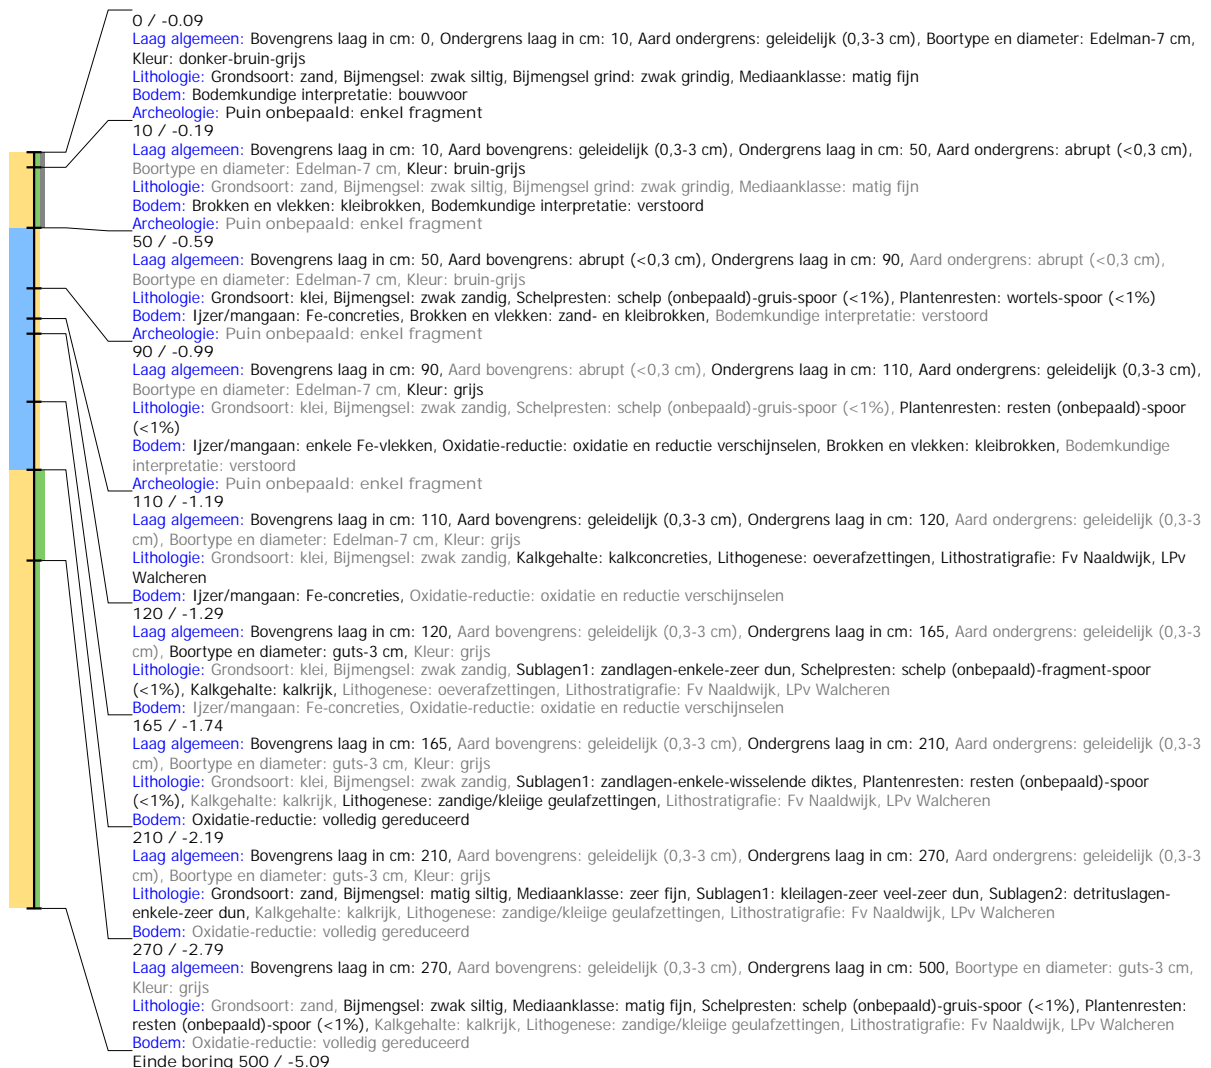 0 / -0.09
Laag algemeen: Bovengrens laag in cm: 0, Ondergrens laag in cm: 10, Aard ondergrens: geleidelijk (0,3-3 cm), Boortype en diameter: Edelman-7 cm,
Kleur: donker-bruin-grijs
Lithologie: Grondsoort: zand, Bijmengsel: zwak siltig, Bijmengsel grind: zwak grindig, Mediaanklasse: matig fijn
Bodem: Bodemkundige interpretatie: bouwvoor
Archeologie: Puin onbepaald: enkel fragment
10 / -0.19
Laag algemeen: Bovengrens laag in cm: 10, Aard bovengrens: geleidelijk (0,3-3 cm), Ondergrens laag in cm: 50, Aard ondergrens: abrupt (<0,3 cm),
Boortype en diameter: Edelman-7 cm, Kleur: bruin-grijs
Lithologie: Grondsoort: zand, Bijmengsel: zwak siltig, Bijmengsel grind: zwak grindig, Mediaanklasse: matig fijn
Bodem: Brokken en vlekken: kleibrokken, Bodemkundige interpretatie: verstoord
Archeologie: Puin onbepaald: enkel fragment
50 / -0.59
Laag algemeen: Bovengrens laag in cm: 50, Aard bovengrens: abrupt (<0,3 cm), Ondergrens laag in cm: 90, Aard ondergrens: abrupt (<0,3 cm),
Boortype en diameter: Edelman-7 cm, Kleur: bruin-grijs
Lithologie: Grondsoort: klei, Bijmengsel: zwak zandig, Schelpresten: schelp (onbepaald)-gruis-spoor (<1%), Plantenresten: wortels-spoor (<1%)
Bodem: Ijzer/mangaan: Fe-concreties, Brokken en vlekken: zand- en kleibrokken, Bodemkundige interpretatie: verstoord
Archeologie: Puin onbepaald: enkel fragment
90 / -0.99
Laag algemeen: Bovengrens laag in cm: 90, Aard bovengrens: abrupt (<0,3 cm), Ondergrens laag in cm: 110, Aard ondergrens: geleidelijk (0,3-3 cm),
Boortype en diameter: Edelman-7 cm, Kleur: grijs
Lithologie: Grondsoort: klei, Bijmengsel: zwak zandig, Schelpresten: schelp (onbepaald)-gruis-spoor (<1%), Plantenresten: resten (onbepaald)-spoor
(<1%)
Bodem: Ijzer/mangaan: enkele Fe-vlekken, Oxidatie-reductie: oxidatie en reductie verschijnselen, Brokken en vlekken: kleibrokken, Bodemkundige
interpretatie: verstoord
Archeologie: Puin onbepaald: enkel fragment
110 / -1.19
Laag algemeen: Bovengrens laag in cm: 110, Aard bovengrens: geleidelijk (0,3-3 cm), Ondergrens laag in cm: 120, Aard ondergrens: geleidelijk (0,3-3
cm), Boortype en diameter: Edelman-7 cm, Kleur: grijs
Lithologie: Grondsoort: klei, Bijmengsel: zwak zandig, Kalkgehalte: kalkconcreties, Lithogenese: oeverafzettingen, Lithostratigrafie: Fv Naaldwijk, LPv
Walcheren
Bodem: Ijzer/mangaan: Fe-concreties, Oxidatie-reductie: oxidatie en reductie verschijnselen
120 / -1.29
Laag algemeen: Bovengrens laag in cm: 120, Aard bovengrens: geleidelijk (0,3-3 cm), Ondergrens laag in cm: 165, Aard ondergrens: geleidelijk (0,3-3
cm), Boortype en diameter: guts-3 cm, Kleur: grijs
Lithologie: Grondsoort: klei, Bijmengsel: zwak zandig, Sublagen1: zandlagen-enkele-zeer dun, Schelpresten: schelp (onbepaald)-fragment-spoor
(<1%), Kalkgehalte: kalkrijk, Lithogenese: oeverafzettingen, Lithostratigrafie: Fv Naaldwijk, LPv Walcheren
Bodem: Ijzer/mangaan: Fe-concreties, Oxidatie-reductie: oxidatie en reductie verschijnselen
165 / -1.74
Laag algemeen: Bovengrens laag in cm: 165, Aard bovengrens: geleidelijk (0,3-3 cm), Ondergrens laag in cm: 210, Aard ondergrens: geleidelijk (0,3-3
cm), Boortype en diameter: guts-3 cm, Kleur: grijs
Lithologie: Grondsoort: klei, Bijmengsel: zwak zandig, Sublagen1: zandlagen-enkele-wisselende diktes, Plantenresten: resten (onbepaald)-spoor
(<1%), Kalkgehalte: kalkrijk, Lithogenese: zandige/kleiige geulafzettingen, Lithostratigrafie: Fv Naaldwijk, LPv Walcheren
Bodem: Oxidatie-reductie: volledig gereduceerd
210 / -2.19
Laag algemeen: Bovengrens laag in cm: 210, Aard bovengrens: geleidelijk (0,3-3 cm), Ondergrens laag in cm: 270, Aard ondergrens: geleidelijk (0,3-3
cm), Boortype en diameter: guts-3 cm, Kleur: grijs
Lithologie: Grondsoort: zand, Bijmengsel: matig siltig, Mediaanklasse: zeer fijn, Sublagen1: kleilagen-zeer veel-zeer dun, Sublagen2: detrituslagen-
enkele-zeer dun, Kalkgehalte: kalkrijk, Lithogenese: zandige/kleiige geulafzettingen, Lithostratigrafie: Fv Naaldwijk, LPv Walcheren
Bodem: Oxidatie-reductie: volledig gereduceerd
270 / -2.79
Laag algemeen: Bovengrens laag in cm: 270, Aard bovengrens: geleidelijk (0,3-3 cm), Ondergrens laag in cm: 500, Boortype en diameter: guts-3 cm,
Kleur: grijs
Lithologie: Grondsoort: zand, Bijmengsel: zwak siltig, Mediaanklasse: matig fijn, Schelpresten: schelp (onbepaald)-gruis-spoor (<1%), Plantenresten:
resten (onbepaald)-spoor (<1%), Kalkgehalte: kalkrijk, Lithogenese: zandige/kleiige geulafzettingen, Lithostratigrafie: Fv Naaldwijk, LPv Walcheren
Bodem: Oxidatie-reductie: volledig gereduceerd
Einde boring 500 / -5.09